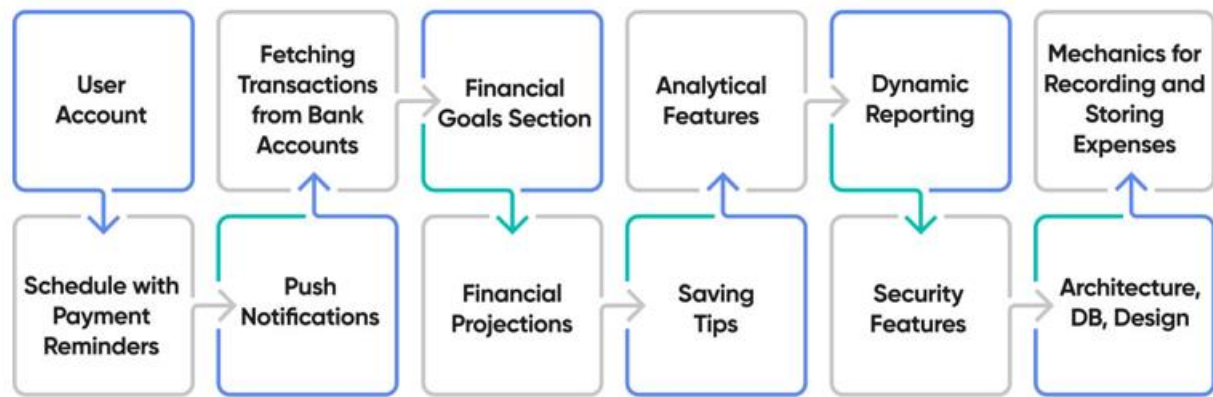 User
Account
Schedule with
Payment
Reminders
Push
Notifications
Fetching
Transactions
from Bank
Accounts
Financial
Goals Section
Financial
Projections
Saving
Tips
Analytical
Features
Dynamic
Reporting
Security
Features
Architecture,
DB, Design
Mechanics for
Recording and
Storing
Expenses